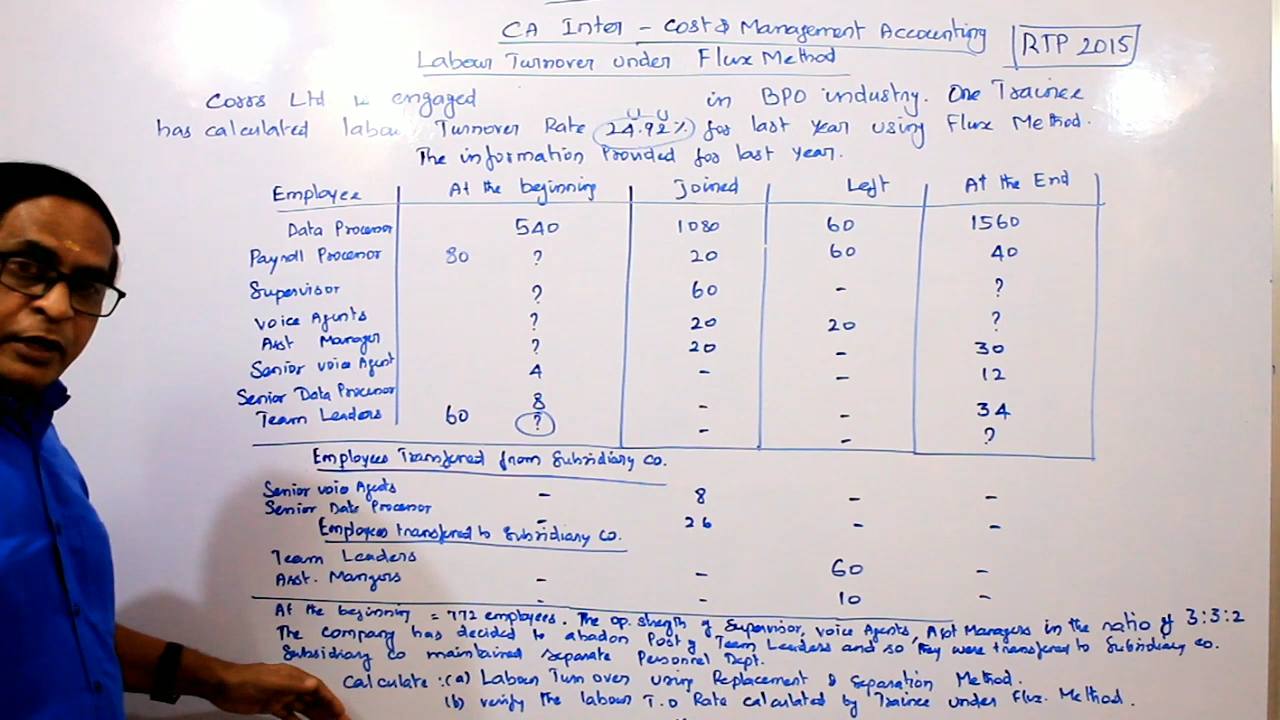 CA Inter - Cost & Management Accounting
RTP 2015
Labour Turnover under Flux Method
Corrs Ltd is engaged in BPO industry. One Trainee
has calculated labou Turnover Rate 24.92% for last year using Flux Method.
The information Provided for last year.
Employee At the beginning Joined Left At the End
Data Processor 540 1080 60 1560
Payroll Processor 80 ? 20 60 40
Supervisor ? 60 - ?
Voice Agents ? 20 20 ?
Asst Manager ? 20 - 30
Senior voice Agent 4 - - 12
Senior Data Processor 8 - - 34
Team Leaders 60 ? - - ?
Employees Transferred from Subsidiary Co.
Senior voice Agents - 8 - -
Senior Data Processor - 26 - -
Employees transferred to Subsidiary Co.
Team Leaders - - 60 -
Asst. Mangers - - 10 -
At the beginning = 772 employees. The op. strength of Supervisor, voice Agents, Asst Managers in the ratio of 3:3:2
The company has decided to abadon Post of Team Leaders and so they were transferred to Subsidiary Co.
Subsidiary Co maintained separate Personnel Dept.
Calculate : (a) Labour Turn over using Replacement & Separation Method.
(b) verify the labour T.O Rate calculated by Trainee under Flux. Method.